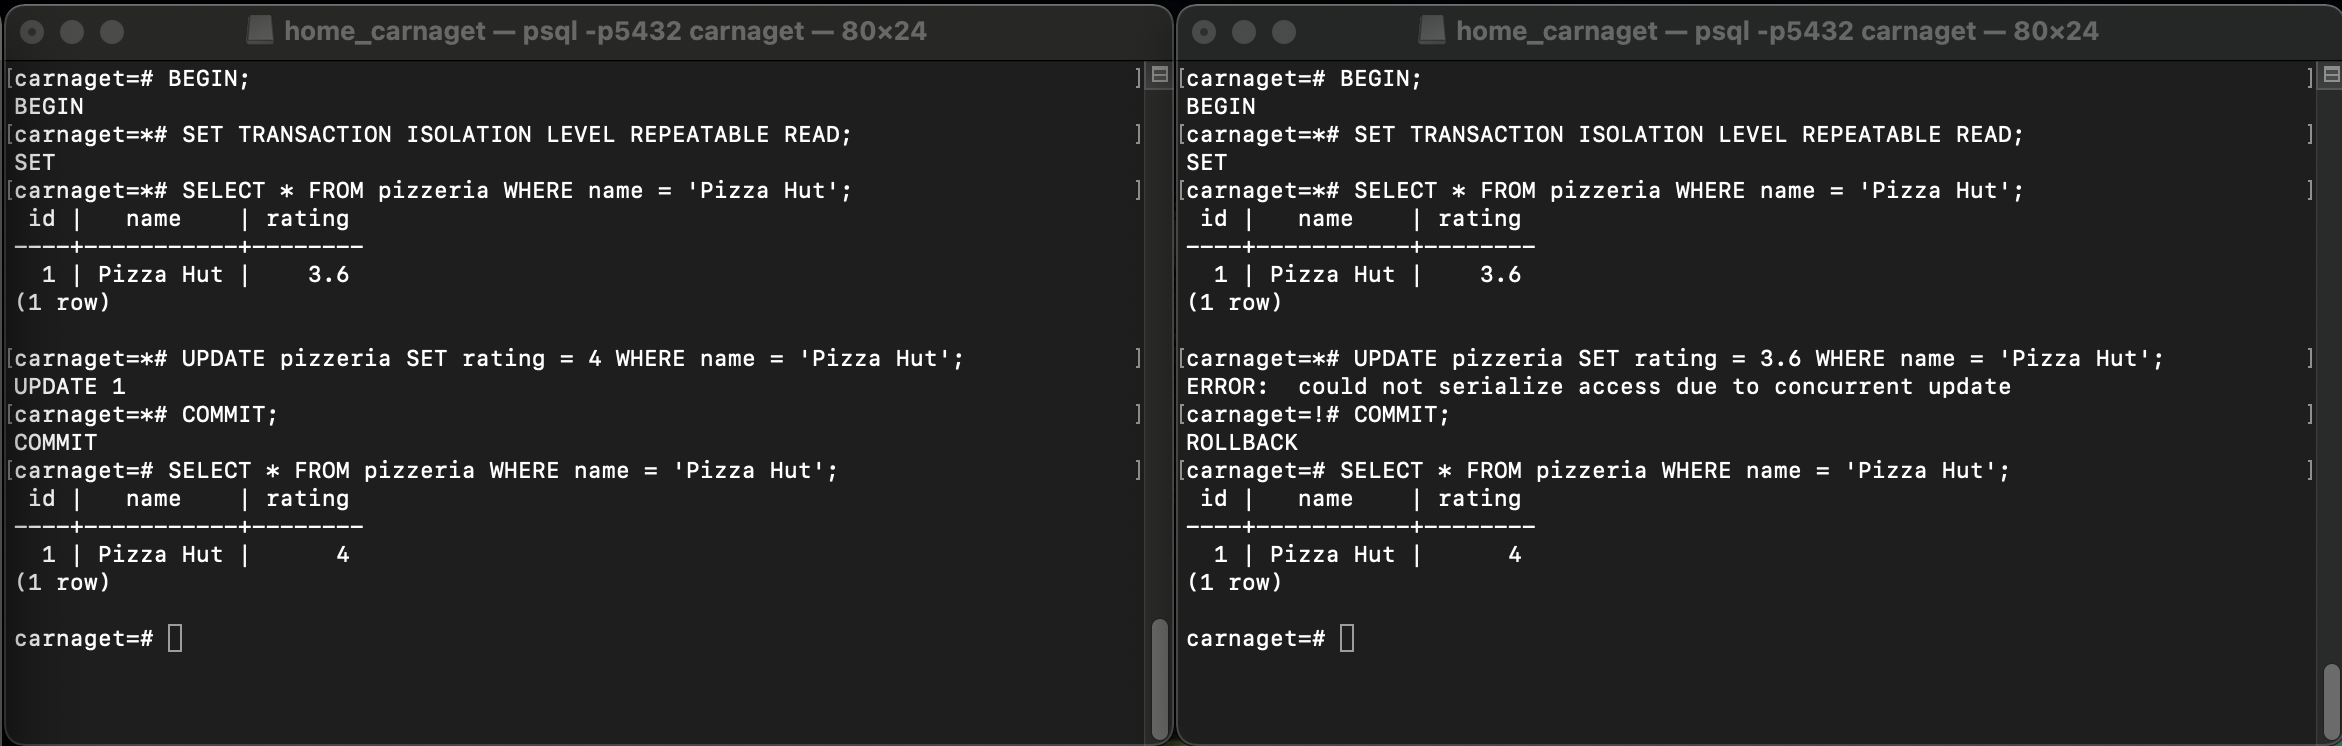 home_carnaget — psql -p5432 carnaget — 80×24
[carnaget=# BEGIN; ]
BEGIN
[carnaget=*# SET TRANSACTION ISOLATION LEVEL REPEATABLE READ; ]
SET
[carnaget=*# SELECT * FROM pizzeria WHERE name = 'Pizza Hut'; ]
 id |   name    | rating
----+-----------+--------
  1 | Pizza Hut |    3.6
(1 row)

[carnaget=*# UPDATE pizzeria SET rating = 4 WHERE name = 'Pizza Hut'; ]
UPDATE 1
[carnaget=*# COMMIT; ]
COMMIT
[carnaget=# SELECT * FROM pizzeria WHERE name = 'Pizza Hut'; ]
 id |   name    | rating
----+-----------+--------
  1 | Pizza Hut |      4
(1 row)

carnaget=#
home_carnaget — psql -p5432 carnaget — 80×24
[carnaget=# BEGIN; ]
BEGIN
[carnaget=*# SET TRANSACTION ISOLATION LEVEL REPEATABLE READ; ]
SET
[carnaget=*# SELECT * FROM pizzeria WHERE name = 'Pizza Hut'; ]
 id |   name    | rating
----+-----------+--------
  1 | Pizza Hut |    3.6
(1 row)

[carnaget=*# UPDATE pizzeria SET rating = 3.6 WHERE name = 'Pizza Hut'; ]
ERROR:  could not serialize access due to concurrent update
[carnaget=!# COMMIT; ]
ROLLBACK
[carnaget=# SELECT * FROM pizzeria WHERE name = 'Pizza Hut'; ]
 id |   name    | rating
----+-----------+--------
  1 | Pizza Hut |      4
(1 row)

carnaget=#